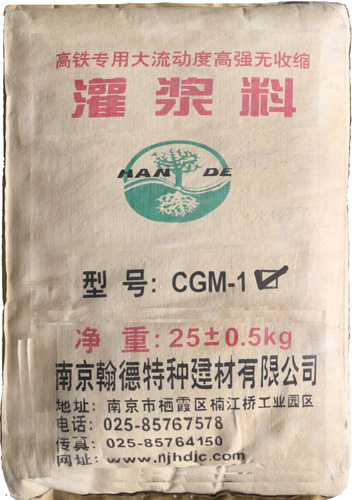 高铁专用大流动度高强无收缩
灌浆料
HAN DE
型号: CGM-1
净重: 25±0.5kg
南京翰德特种建材有限公司
地址: 南京市栖霞区楠江桥工业园区
电话: 025-85767578
传真: 025-85764150
网址: www.njhdjc.com